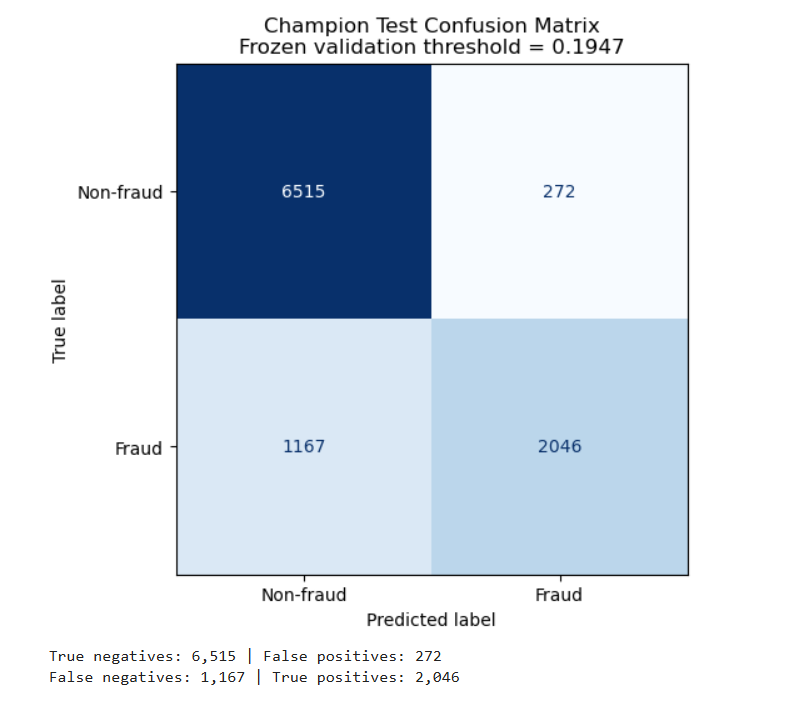 Champion Test Confusion Matrix
Frozen validation threshold = 0.1947
True label
Non-fraud
6515
272
Fraud
1167
2046
Non-fraud
Fraud
Predicted label
True negatives: 6,515 | False positives: 272
False negatives: 1,167 | True positives: 2,046